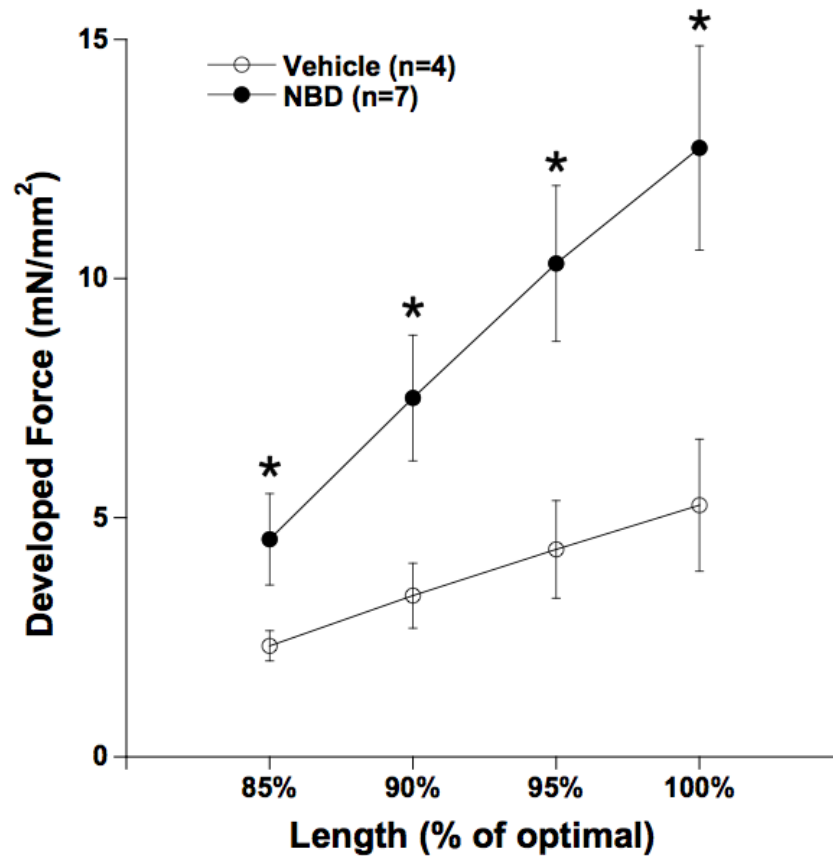 15
Vehicle (n=4)
NBD (n=7)
*
*
*
*
10
5
0
Developed Force (mN/mm²)
85% 90% 95% 100%
Length (% of optimal)